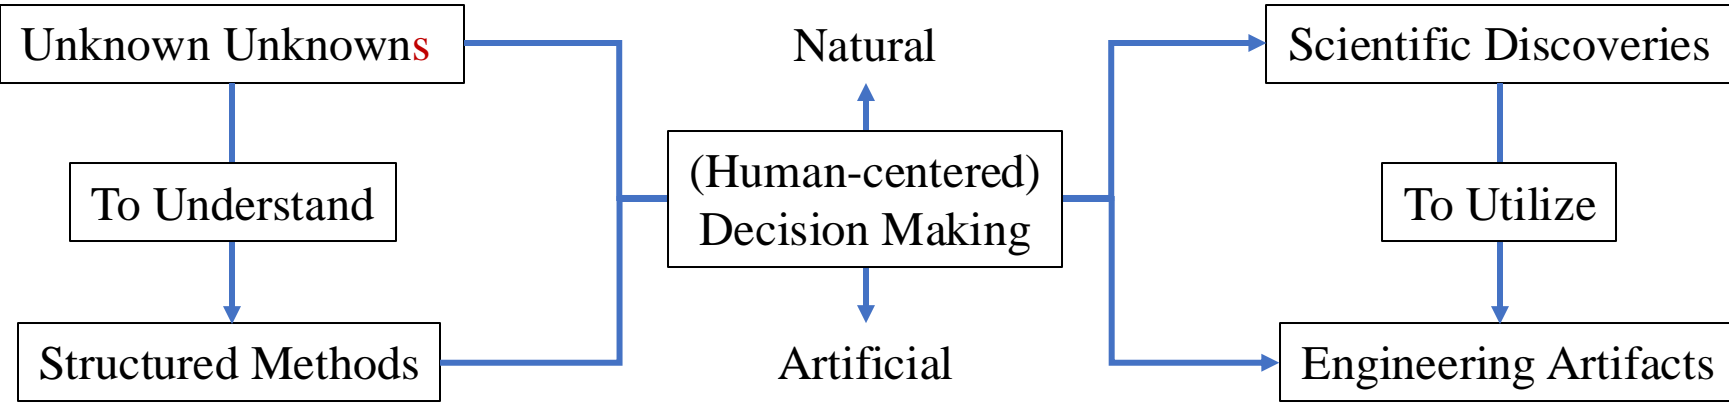 Unknown Unknowns
To Understand
Structured Methods
Natural
(Human-centered)
Decision Making
Artificial
Scientific Discoveries
To Utilize
Engineering Artifacts